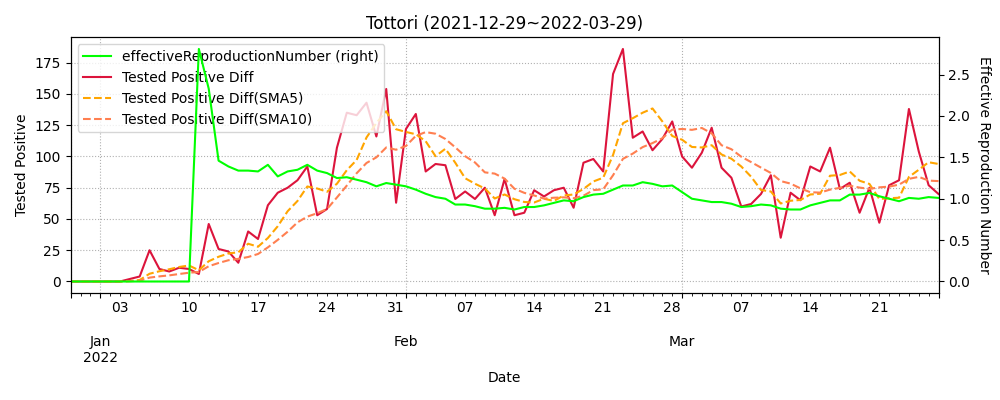 Tottori (2021-12-29~2022-03-29)
effectiveReproductionNumber (right)
Tested Positive Diff
Tested Positive Diff(SMA5)
Tested Positive Diff(SMA10)
Tested Positive
175
150
125
100
75
50
25
0
2.5
2.0
1.5
1.0
0.5
0.0
Effective Reproduction Number
03 10 17 24 31 07 14 21 28 07 14 21
Jan Feb Mar
2022
Date